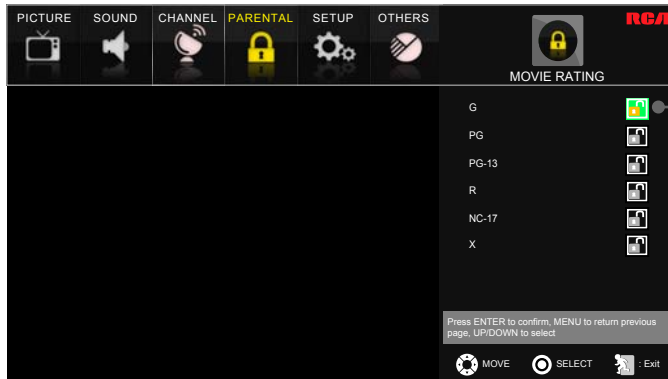 PICTURE SOUND CHANNEL PARENTAL SETUP OTHERS
RCA
MOVIE RATING
G
PG
PG-13
R
NC-17
X
Press ENTER to confirm, MENU to return previous
page, UP/DOWN to select
MOVE SELECT : Exit